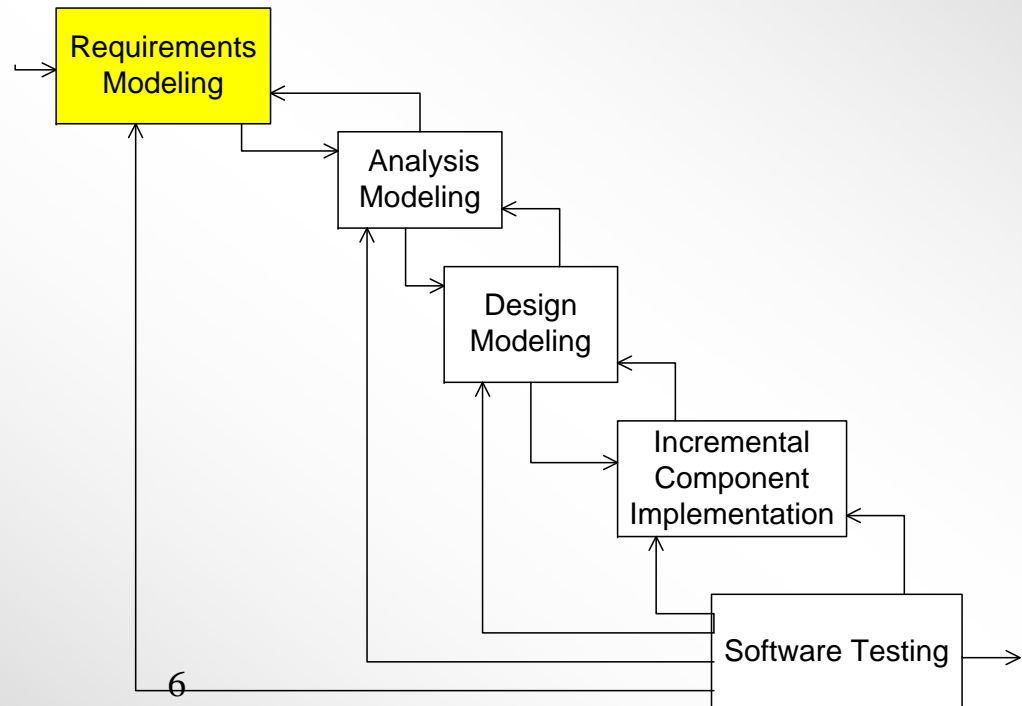 Requirements
Modeling
Analysis
Modeling
Design
Modeling
Incremental
Component
Implementation
Software Testing
6